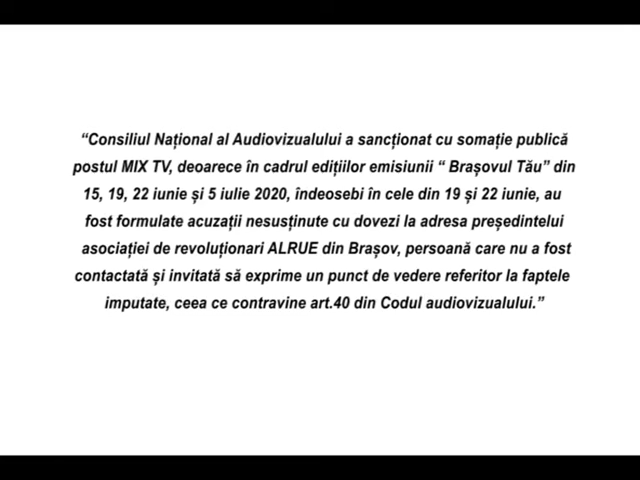 “Consiliul Național al Audiovizualului a sancționat cu somație publică
postul MIX TV, deoarece în cadrul edițiilor emisiunii “ Brașovul Tău” din
15, 19, 22 iunie și 5 iulie 2020, îndeosebi în cele din 19 și 22 iunie, au
fost formulate acuzații nesusținute cu dovezi la adresa președintelui
asociației de revoluționari ALRUE din Brașov, persoană care nu a fost
contactată și invitată să exprime un punct de vedere referitor la faptele
imputate, ceea ce contravine art.40 din Codul audiovizualului.”